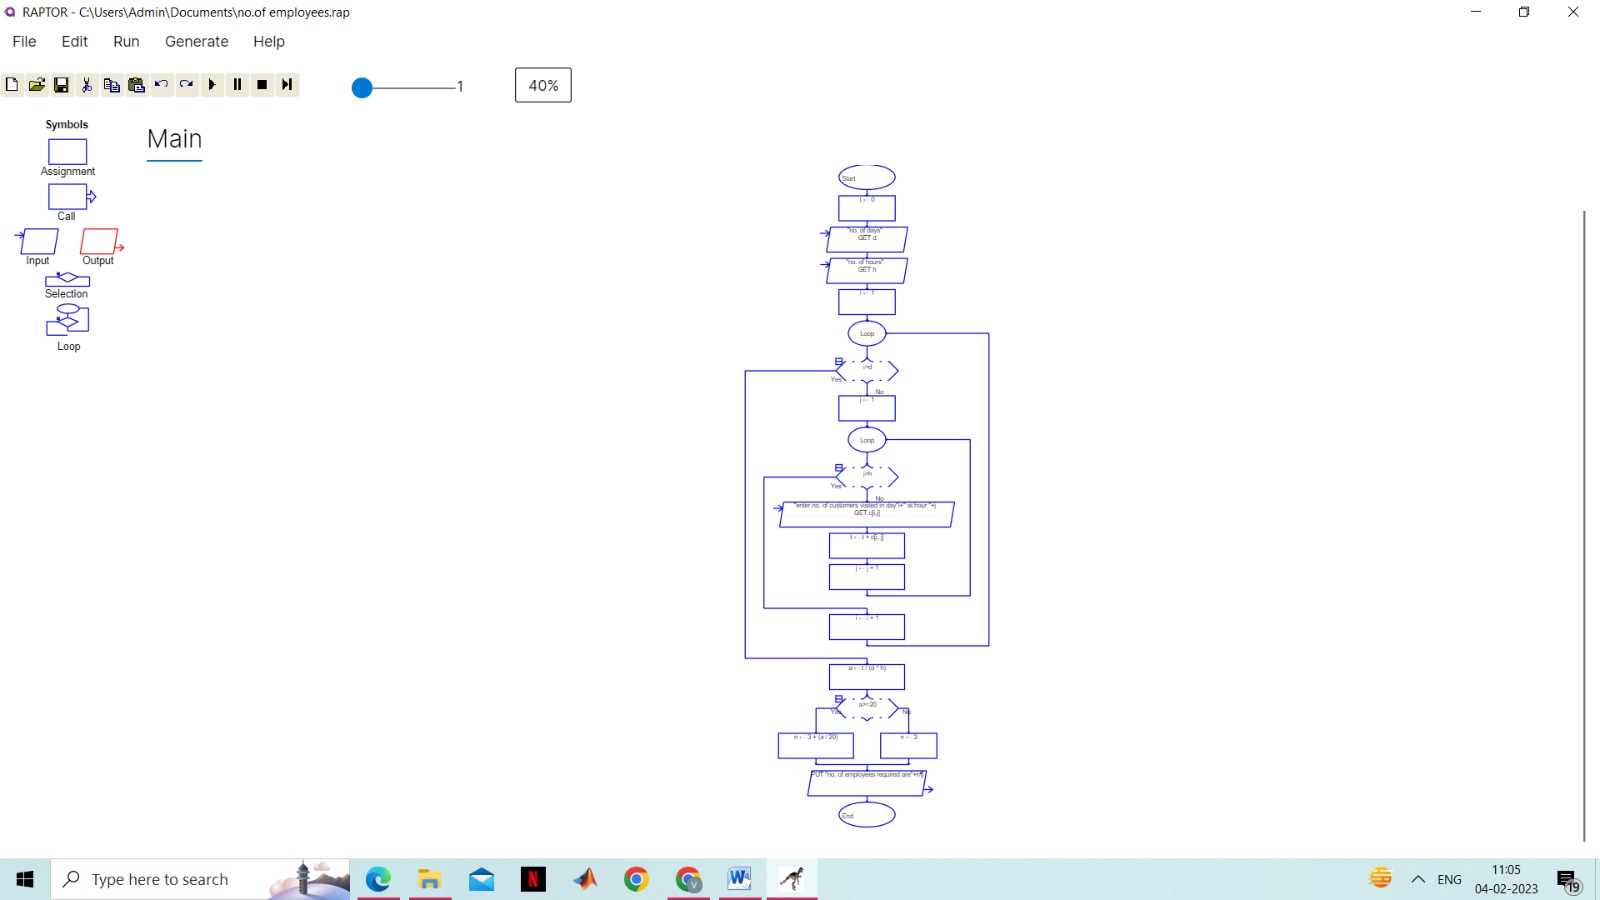 RAPTOR - C:\Users\Admin\Documents\no.of employees.rap
File Edit Run Generate Help
1
40%
Symbols
Assignment
Call
Input Output
Selection
Loop
Main
Start
t ← 0
"no. of days"
GET d
"no. of hours"
GET h
i ← 1
Loop
i>d
Yes
No
j ← 1
Loop
j>h
Yes
No
"enter no. of customers visited in day"+i+" at hour "+j
GET c[i,j]
t ← t + c[i, j]
j ← j + 1
i ← i + 1
a ← t / (d * h)
a>=20
Yes No
n ← 3 + (a / 20) n ← 3
PUT "no. of employees required are"+n¶
End
Type here to search
V
W
ENG
11:05
04-02-2023
19